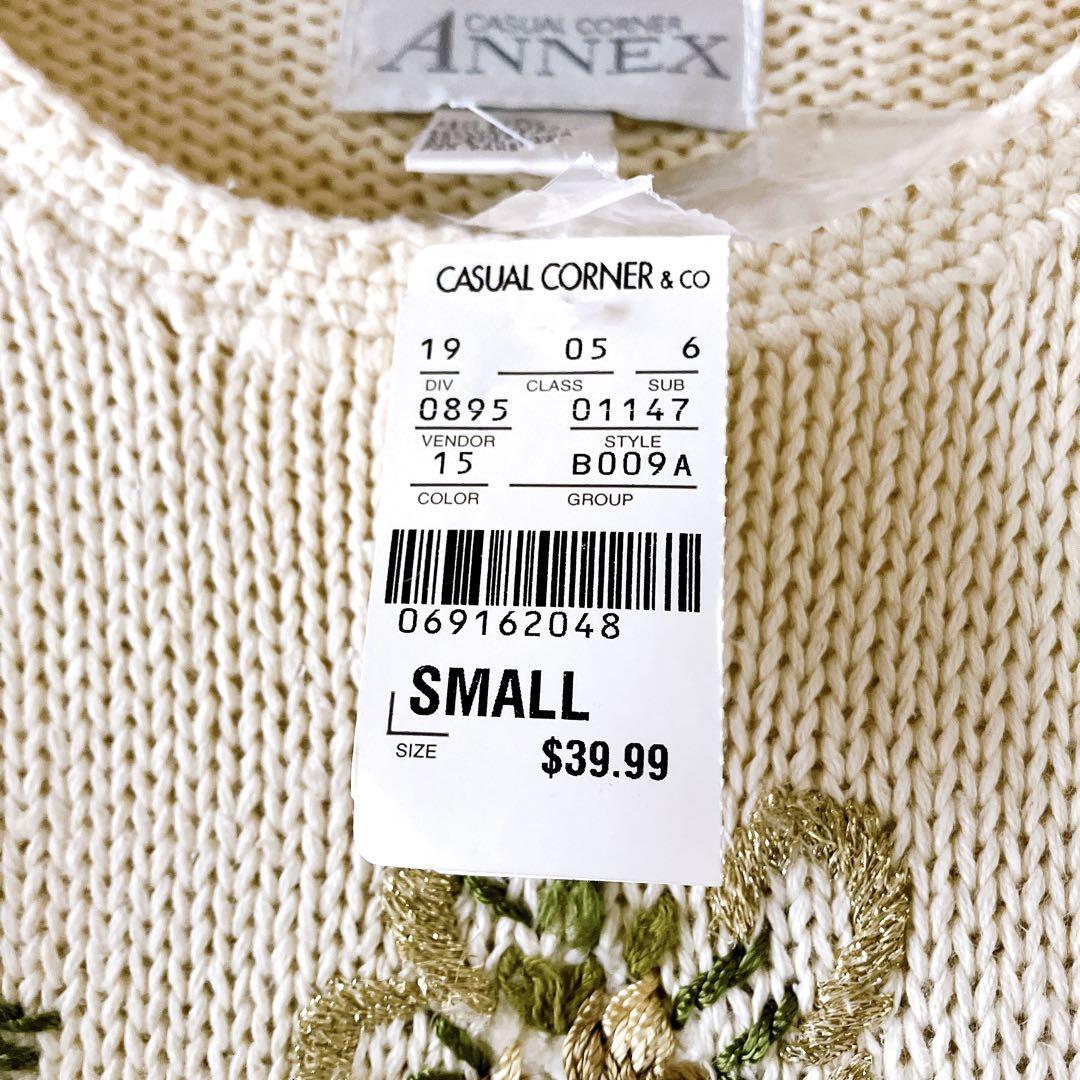 CASUAL CORNER
ANNEX
CASUAL CORNER & CO
19 05 6
DIV CLASS SUB
0895 01147
VENDOR STYLE
15 B009A
COLOR GROUP
069162048
SMALL
SIZE
$39.99